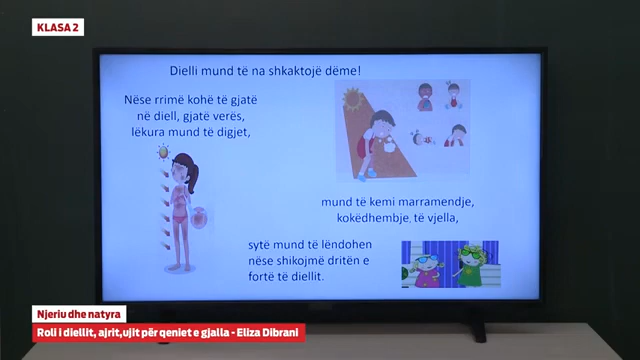 KLASA 2
Dielli mund të na shkaktojë dëme!
Nëse rrimë kohë të gjatë
në diell, gjatë verës,
lëkura mund të digjet,
mund të kemi marramendje,
kokëdhembje, të vjella,
sytë mund të lëndohen
nëse shikojmë dritën e
fortë të diellit.
Njeriu dhe natyra
Roli I diellit, ajrit,ujit për qeniet e gjalla - Eliza Dibrani